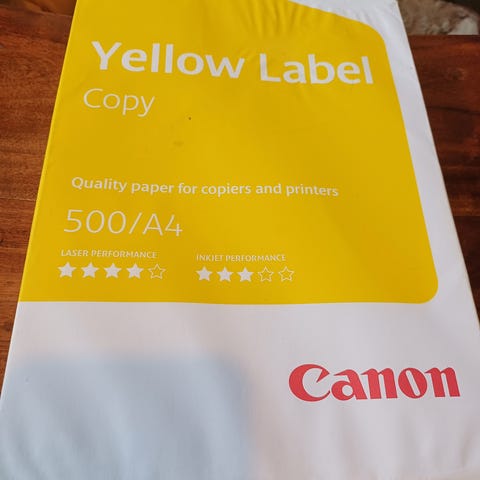 Yellow Label
Copy
Quality paper for copiers and printers
500/A4
LASER PERFORMANCE
INKJET PERFORMANCE
Canon